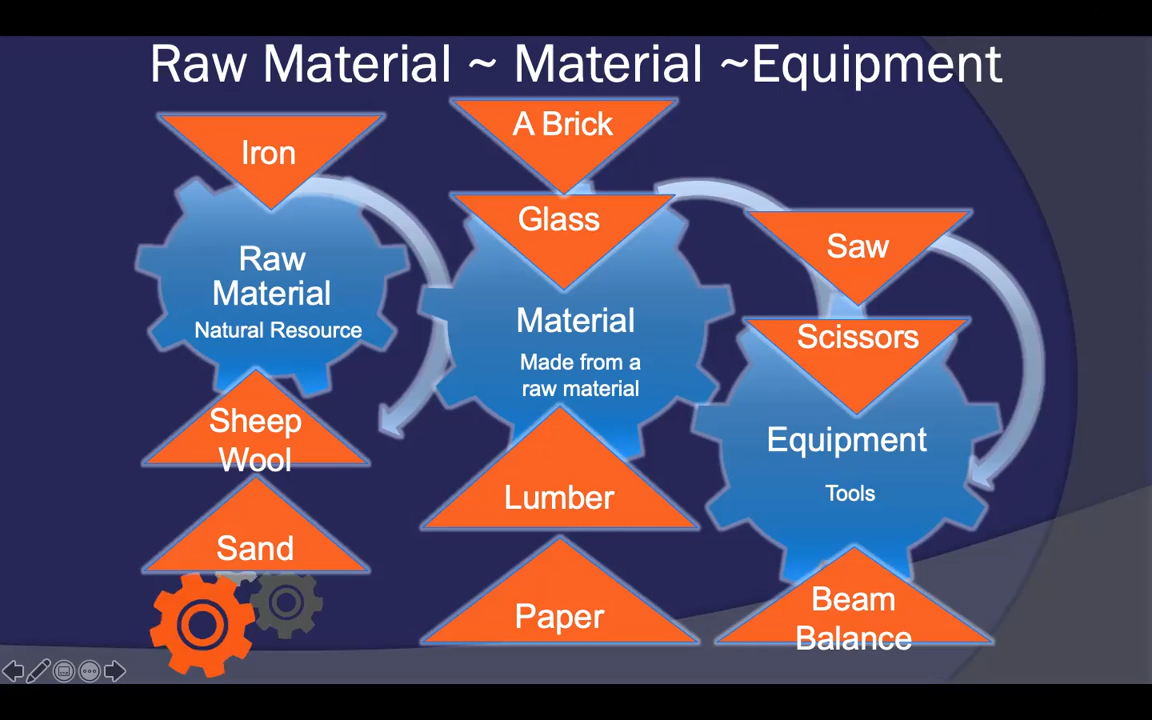 Raw Material ~ Material ~Equipment
Iron
Raw
Material
Natural Resource
Sheep
Wool
Sand
A Brick
Glass
Material
Made from a
raw material
Lumber
Paper
Saw
Scissors
Equipment
Tools
Beam
Balance